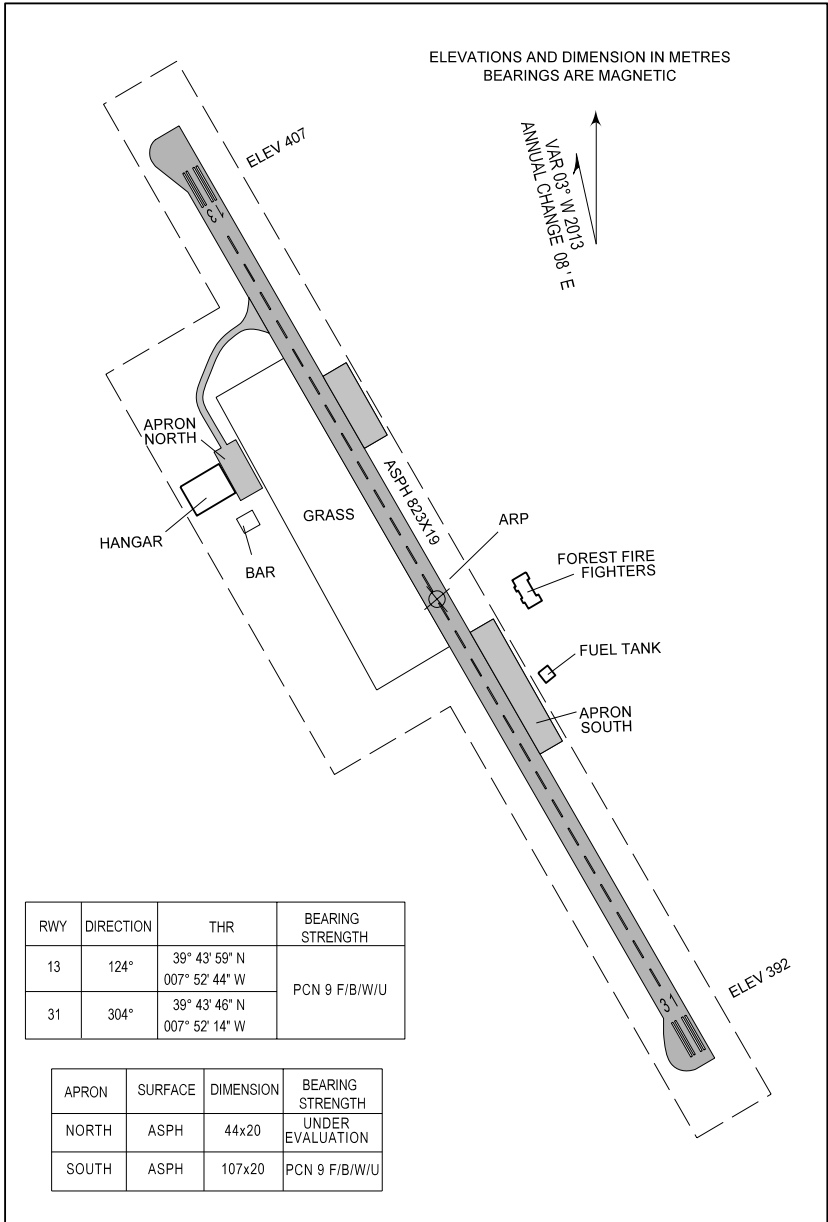 ELEVATIONS AND DIMENSION IN METRES
BEARINGS ARE MAGNETIC
VAR 03° W 2013
ANNUAL CHANGE 08 ' E
ELEV 407
13
APRON
NORTH
HANGAR
BAR
GRASS
ASPH 823X19
ARP
FOREST FIRE
FIGHTERS
FUEL TANK
APRON
SOUTH
ELEV 392
31
RWY DIRECTION THR BEARING STRENGTH
13 124° 39° 43' 59" N
007° 52' 44" W
PCN 9 F/B/W/U
31 304° 39° 43' 46" N
007° 52' 14" W
APRON SURFACE DIMENSION BEARING STRENGTH
NORTH ASPH 44x20 UNDER EVALUATION
SOUTH ASPH 107x20 PCN 9 F/B/W/U